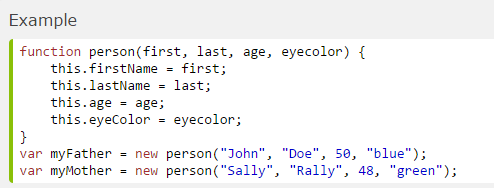 Example
function person(first, last, age, eyecolor) {
    this.firstName = first;
    this.lastName = last;
    this.age = age;
    this.eyeColor = eyecolor;
}
var myFather = new person("John", "Doe", 50, "blue");
var myMother = new person("Sally", "Rally", 48, "green");